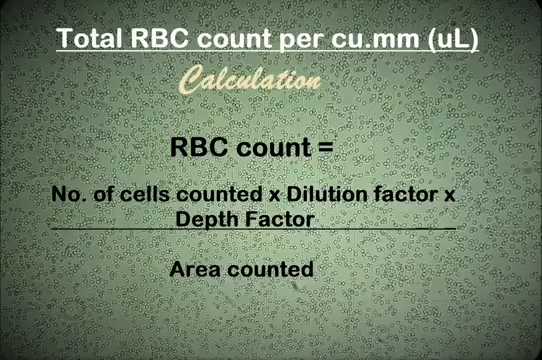 Total RBC count per cu.mm (uL)
Calculation
RBC count =
No. of cells counted x Dilution factor x
Depth Factor
Area counted